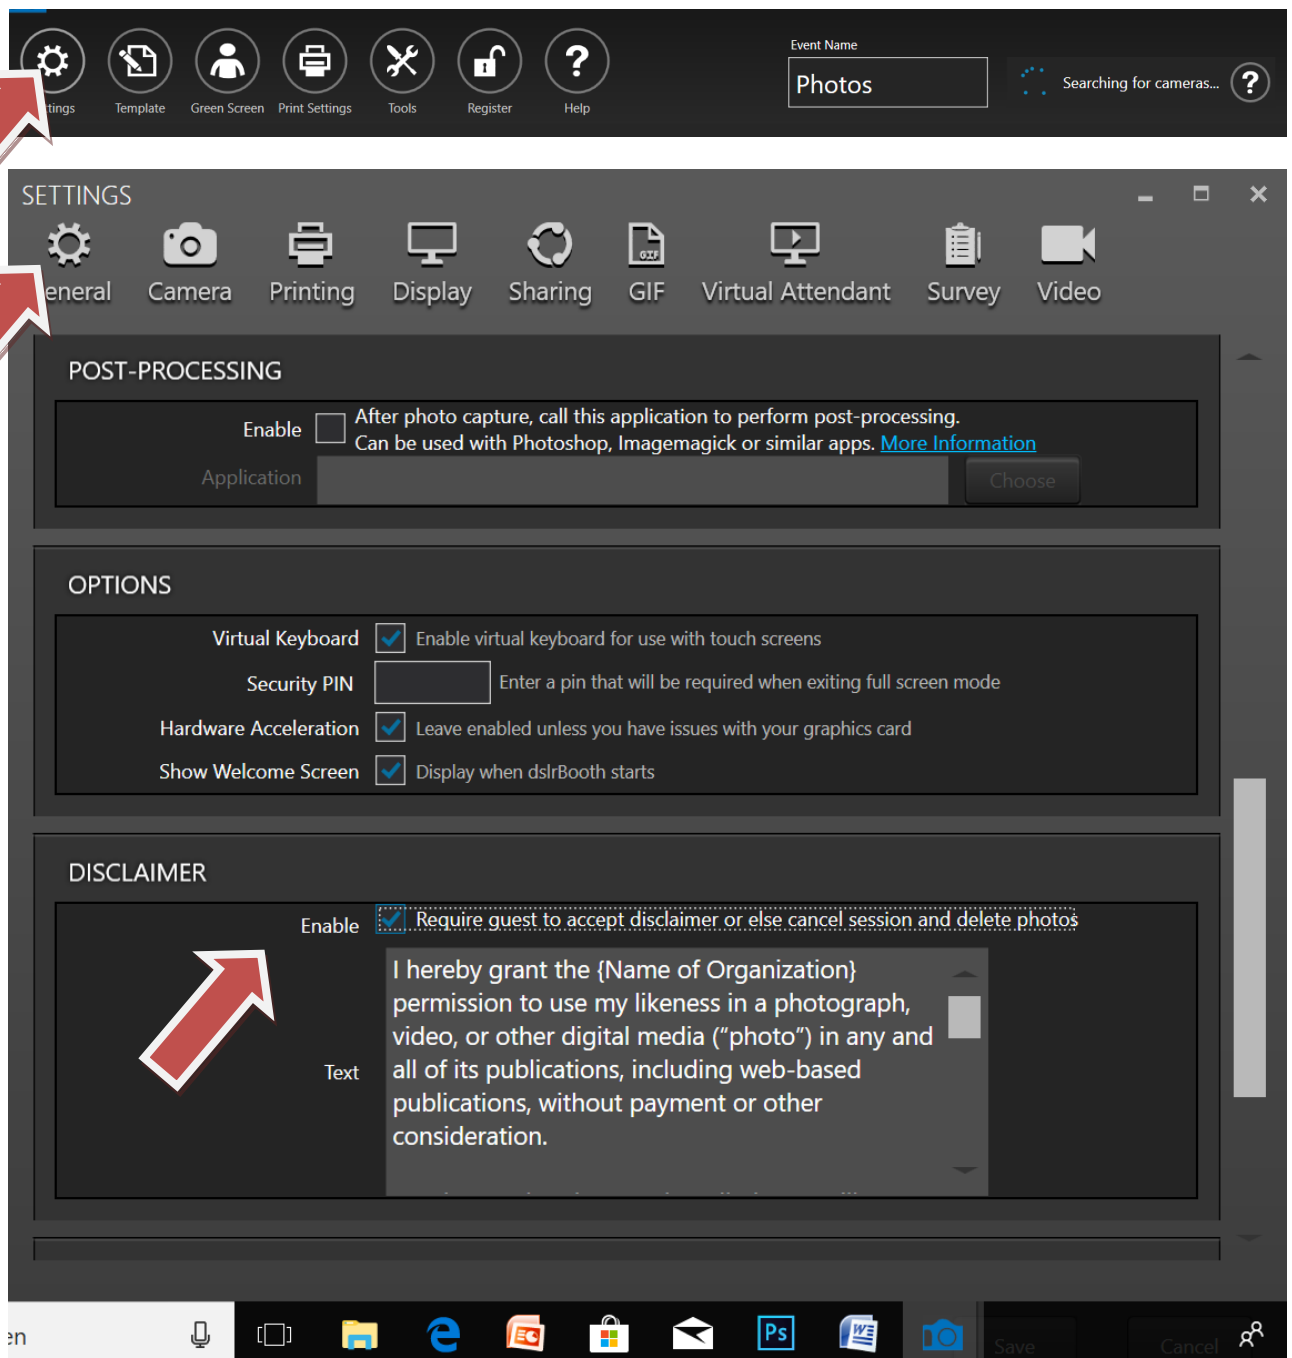 Event Name
Photos
Searching for cameras...
?
?
Template
Green Screen
Print Settings
Tools
Register
Help
SETTINGS
Camera
Printing
Display
Sharing
GIF
GIF
Virtual Attendant
Survey
Video
POST-PROCESSING
Enable
After photo capture, call this application to perform post-processing.
Can be used with Photoshop, Imagemagick or similar apps. More Information
Application
Choose
OPTIONS
Virtual Keyboard
Enable virtual keyboard for use with touch screens
Security PIN
Enter a pin that will be required when exiting full screen mode
Hardware Acceleration
Leave enabled unless you have issues with your graphics card
Show Welcome Screen
Display when dslrBooth starts
DISCLAIMER
Enable
Require guest to accept disclaimer or else cancel session and delete photos
Text
I hereby grant the {Name of Organization}
permission to use my likeness in a photograph,
video, or other digital media (“photo”) in any and
all of its publications, including web-based
publications, without payment or other
consideration.
en
Ps
W
Save
Cancel